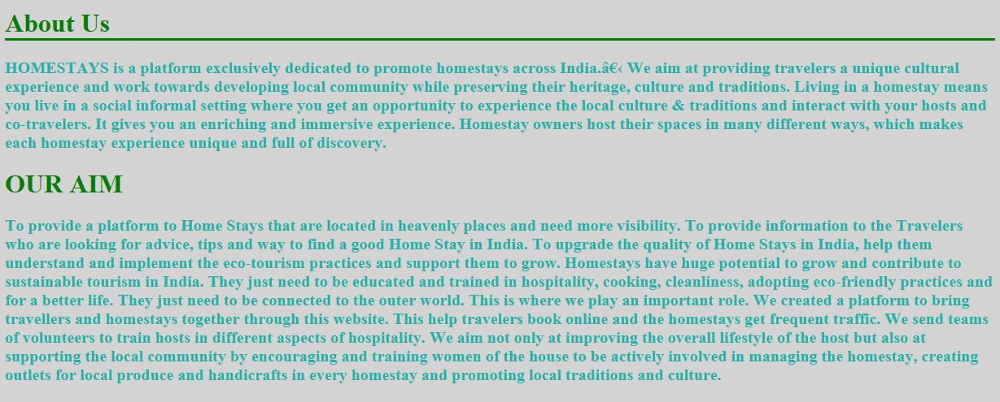 About Us
HOMESTAYS is a platform exclusively dedicated to promote homestays across India.â€‹ We aim at providing travelers a unique cultural
experience and work towards developing local community while preserving their heritage, culture and traditions. Living in a homestay means
you live in a social informal setting where you get an opportunity to experience the local culture & traditions and interact with your hosts and
co-travelers. It gives you an enriching and immersive experience. Homestay owners host their spaces in many different ways, which makes
each homestay experience unique and full of discovery.
OUR AIM
To provide a platform to Home Stays that are located in heavenly places and need more visibility. To provide information to the Travelers
who are looking for advice, tips and way to find a good Home Stay in India. To upgrade the quality of Home Stays in India, help them
understand and implement the eco-tourism practices and support them to grow. Homestays have huge potential to grow and contribute to
sustainable tourism in India. They just need to be educated and trained in hospitality, cooking, cleanliness, adopting eco-friendly practices and
for a better life. They just need to be connected to the outer world. This is where we play an important role. We created a platform to bring
travellers and homestays together through this website. This help travelers book online and the homestays get frequent traffic. We send teams
of volunteers to train hosts in different aspects of hospitality. We aim not only at improving the overall lifestyle of the host but also at
supporting the local community by encouraging and training women of the house to be actively involved in managing the homestay, creating
outlets for local produce and handicrafts in every homestay and promoting local traditions and culture.